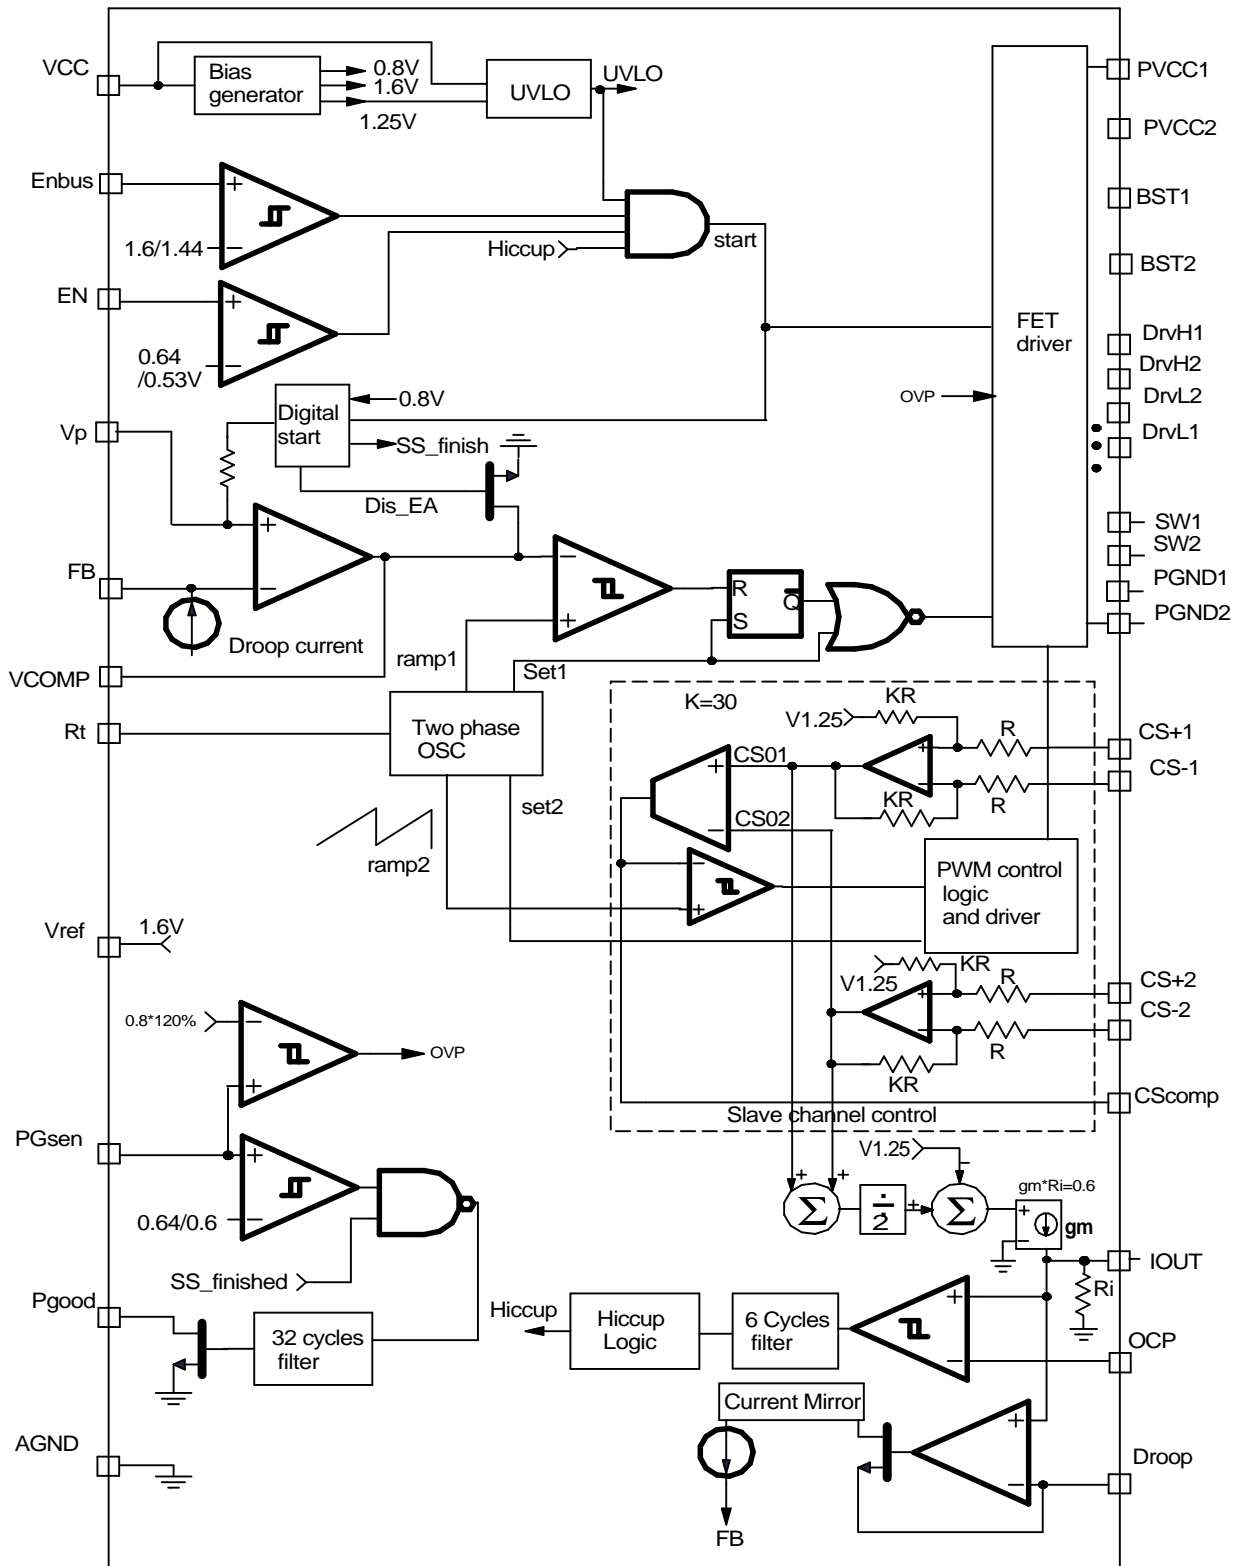 VCC
Bias
generator
0.8V
1.6V
1.25V
UVLO
UVLO
PVCC1
PVCC2
Enbus
+
1.6/1.44
−
BST1
Hiccup
start
BST2
EN
+
0.64
/0.53V
−
FET
driver
DrvH1
DrvH2
DrvL2
DrvL1
OVP
Digital
start
0.8V
SS_finish
Vp
Dis_EA
+
−
FB
Droop current
−
+
R
S
Q
SW1
SW2
PGND1
PGND2
VCOMP
ramp1
Set1
Rt
Two phase
OSC
set2
ramp2
K=30
KR
V1.25
R
CS+1
CS-1
CS01
+
+
−
KR
R
CS02
−
−
+
PWM control
logic
and driver
Vref
1.6V
KR
V1.25
R
CS+2
CS-2
+
−
KR
R
CScomp
Slave channel control
0.8*120%
−
+
OVP
PGsen
+
0.64/0.6
−
SS_finished
V1.25
+
+
−
Σ
÷
2
+
Σ
gm*Ri=0.6
+
−
gm
IOUT
Ri
Pgood
32 cycles
filter
Hiccup
Hiccup
Logic
6 Cycles
filter
+
−
OCP
Current Mirror
+
−
Droop
FB
AGND